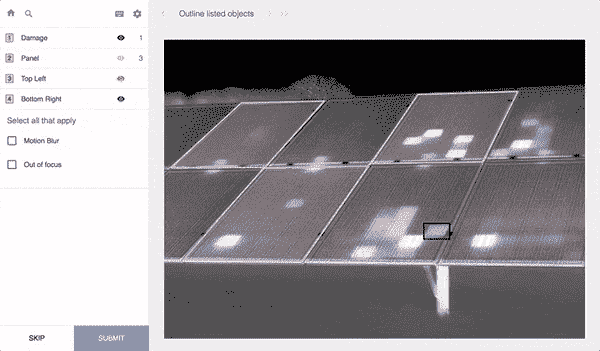 Outline listed objects
1 Damage 1
2 Panel 3
3 Top Left
4 Bottom Right
Select all that apply
Motion Blur
Out of focus
SKIP SUBMIT